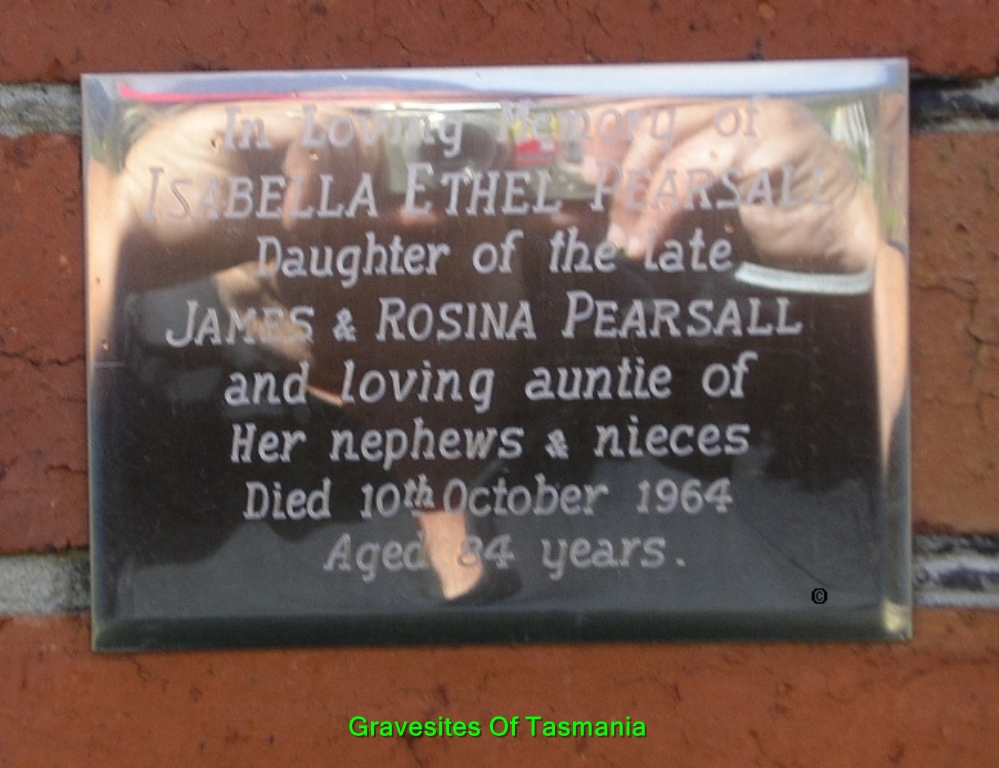 In Loving Memory of
ISABELLA ETHEL PEARSALL
Daughter of the late
JAMES & ROSINA PEARSALL
and loving auntie of
Her nephews & nieces
Died 10th October 1964
Aged 84 years.
©
Gravesites Of Tasmania